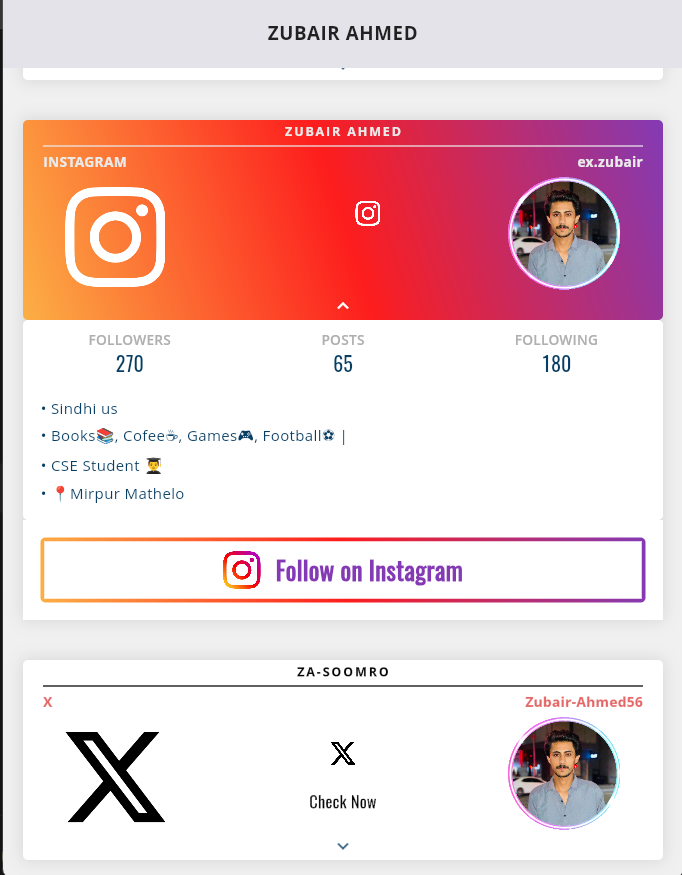 ZUBAIR AHMED
ZUBAIR AHMED
INSTAGRAM ex.zubair
FOLLOWERS POSTS FOLLOWING
270 65 180
• Sindhi us
• Books📚, Cofee☕, Games🎮, Football⚽ |
• CSE Student 👨‍🎓
• 📍Mirpur Mathelo
Follow on Instagram
ZA-SOOMRO
X Zubair-Ahmed56
Check Now